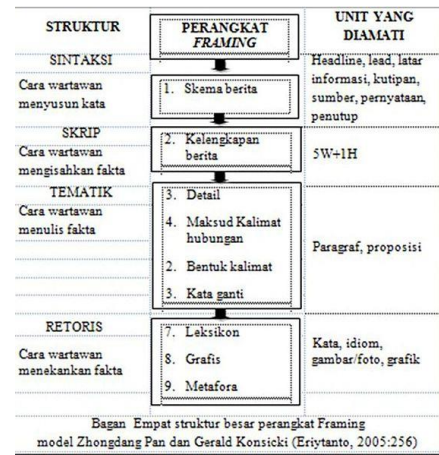 STRUKTUR
PERANGKAT
FRAMING
UNIT YANG
DIAMATI
SINTAKSI
Cara wartawan
menyusun kata
1. Skema berita
Headline, lead, latar
informasi, kutipan,
sumber, pernyataan,
penutup
SKRIP
Cara wartawan
mengisahkan fakta
2. Kelengkapan
berita
5W+1H
TEMATIK
Cara wartawan
menulis fakta
3. Detail
4. Maksud Kalimat
hubungan
2. Bentuk kalimat
3. Kata ganti
Paragraf, proposisi
RETORIS
Cara wartawan
menekankan fakta
7. Leksikon
8. Grafis
9. Metafora
Kata, idiom,
gambar/foto, grafik
Bagan Empat struktur besar perangkat Framing
model Zhongdang Pan dan Gerald Konsicki (Eriytanto, 2005:256)